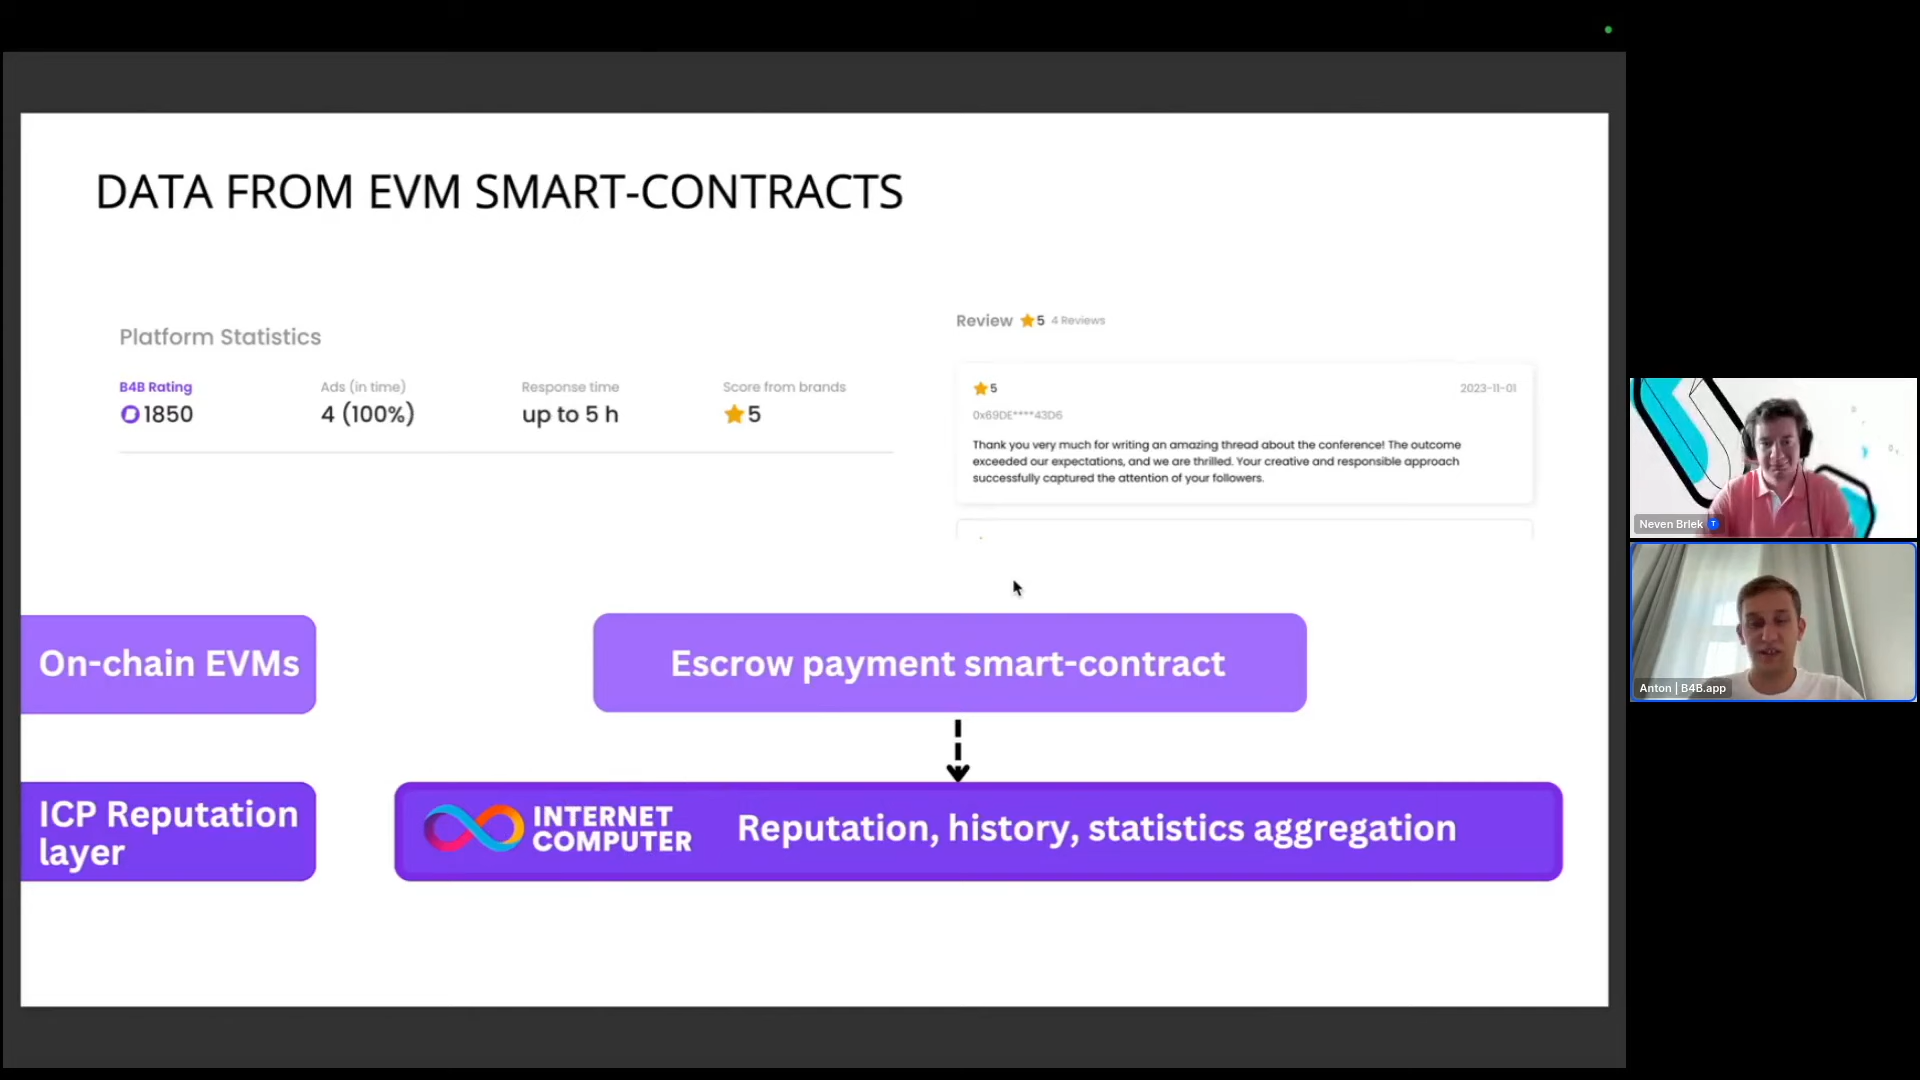 DATA FROM EVM SMART-CONTRACTS
Platform Statistics
B4B Rating
1850
Ads (in time)
4 (100%)
Response time
up to 5 h
Score from brands
5
Review 5 4 Reviews
5
2023-11-01
0x69DE****43D6
Thank you very much for writing an amazing thread about the conference! The outcome
exceeded our expectations, and we are thrilled. Your creative and responsible approach
successfully captured the attention of your followers.
On-chain EVMs
Escrow payment smart-contract
ICP Reputation
layer
INTERNET
COMPUTER
Reputation, history, statistics aggregation
Neven Brlek
T
Anton | B4B.app